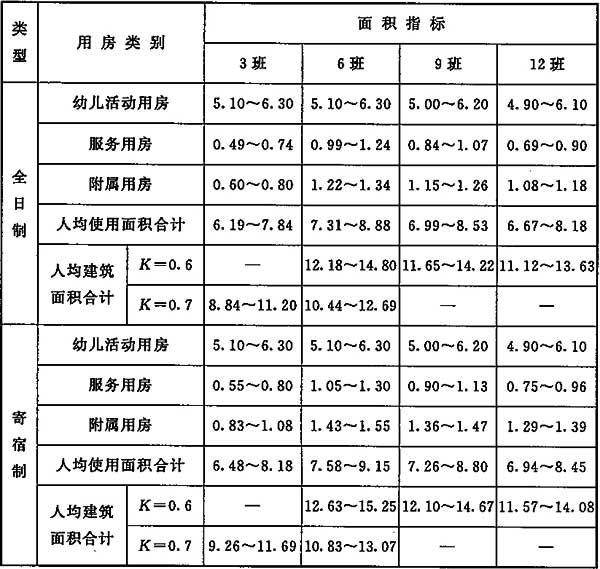 类型 用房类别 面积指标
3班 6班 9班 12班
全日制
幼儿活动用房 5.10～6.30 5.10～6.30 5.00～6.20 4.90～6.10
服务用房 0.49～0.74 0.99～1.24 0.84～1.07 0.69～0.90
附属用房 0.60～0.80 1.22～1.34 1.15～1.26 1.08～1.18
人均使用面积合计 6.19～7.84 7.31～8.88 6.99～8.53 6.67～8.18
人均建筑面积合计 K=0.6 — 12.18～14.80 11.65～14.22 11.12～13.63
K=0.7 8.84～11.20 10.44～12.69 — —
寄宿制
幼儿活动用房 5.10～6.30 5.10～6.30 5.00～6.20 4.90～6.10
服务用房 0.55～0.80 1.05～1.30 0.90～1.13 0.75～0.96
附属用房 0.83～1.08 1.43～1.55 1.36～1.47 1.29～1.39
人均使用面积合计 6.48～8.18 7.58～9.15 7.26～8.80 6.94～8.45
人均建筑面积合计 K=0.6 — 12.63～15.25 12.10～14.67 11.57～14.08
K=0.7 9.26～11.69 10.83～13.07 — —